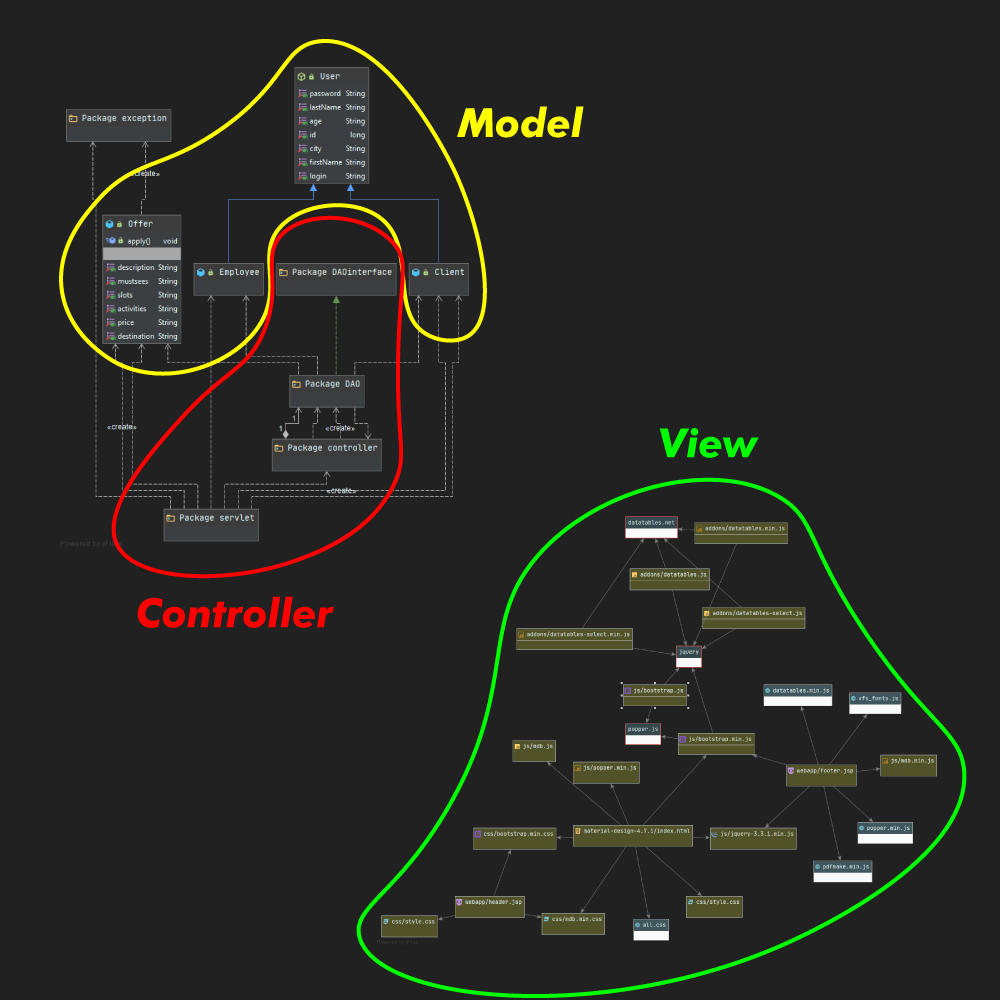 Model
User
password String
lastName String
age String
id long
city String
firstName String
login String
Package exception
«create»
Offer
apply() void
description String
mustsees String
slots String
activities String
price String
destination String
Employee
Package DAOinterface
Client
Package DAO
1
1
«create»
«create»
Package controller
«create»
Package servlet
Powered by yFiles
Controller
View
datatables.net
addons/datatables.min.js
addons/datatables.js
addons/datatables-select.js
addons/datatables-select.min.js
jquery
js/bootstrap.js
datatables.min.js
vfs_fonts.js
popper.js
js/bootstrap.min.js
js/mdb.js
js/popper.min.js
webapp/footer.jsp
js/mdb.min.js
css/bootstrap.min.css
material-design-4.7.1/index.html
js/jquery-3.3.1.min.js
popper.min.js
pdfmake.min.js
webapp/header.jsp
css/style.css
css/style.css
css/mdb.min.css
all.css
Powered by yFiles